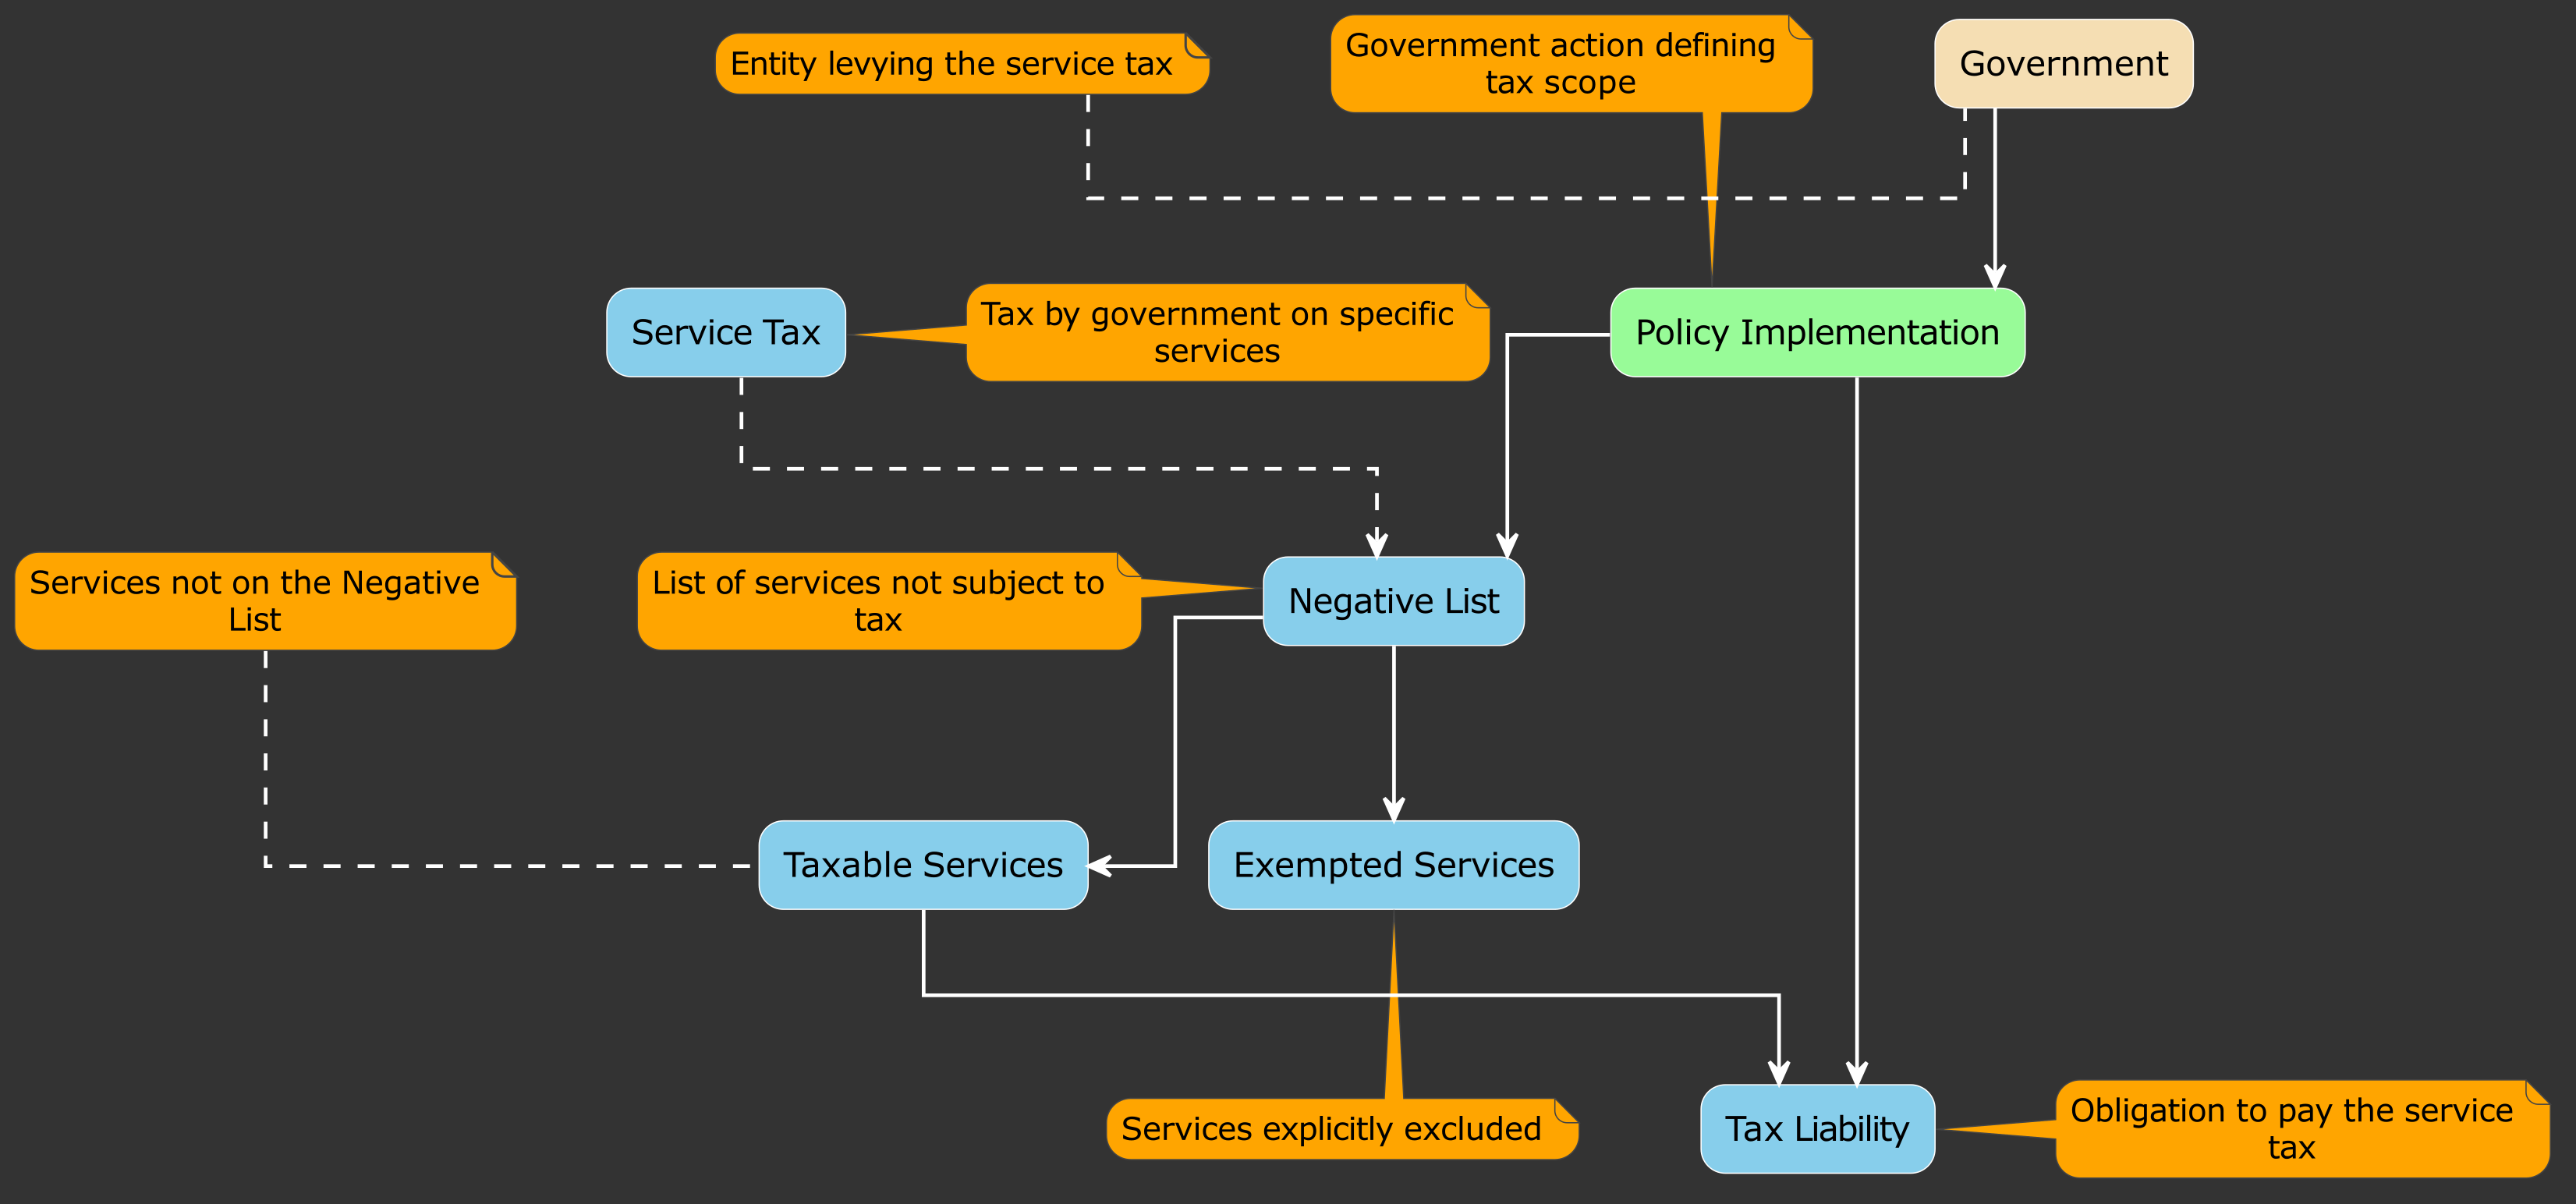 Entity levying the service tax
Government action defining
tax scope
Government
Service Tax
Tax by government on specific
services
Policy Implementation
Services not on the Negative
List
List of services not subject to
tax
Negative List
Taxable Services
Exempted Services
Services explicitly excluded
Tax Liability
Obligation to pay the service
tax